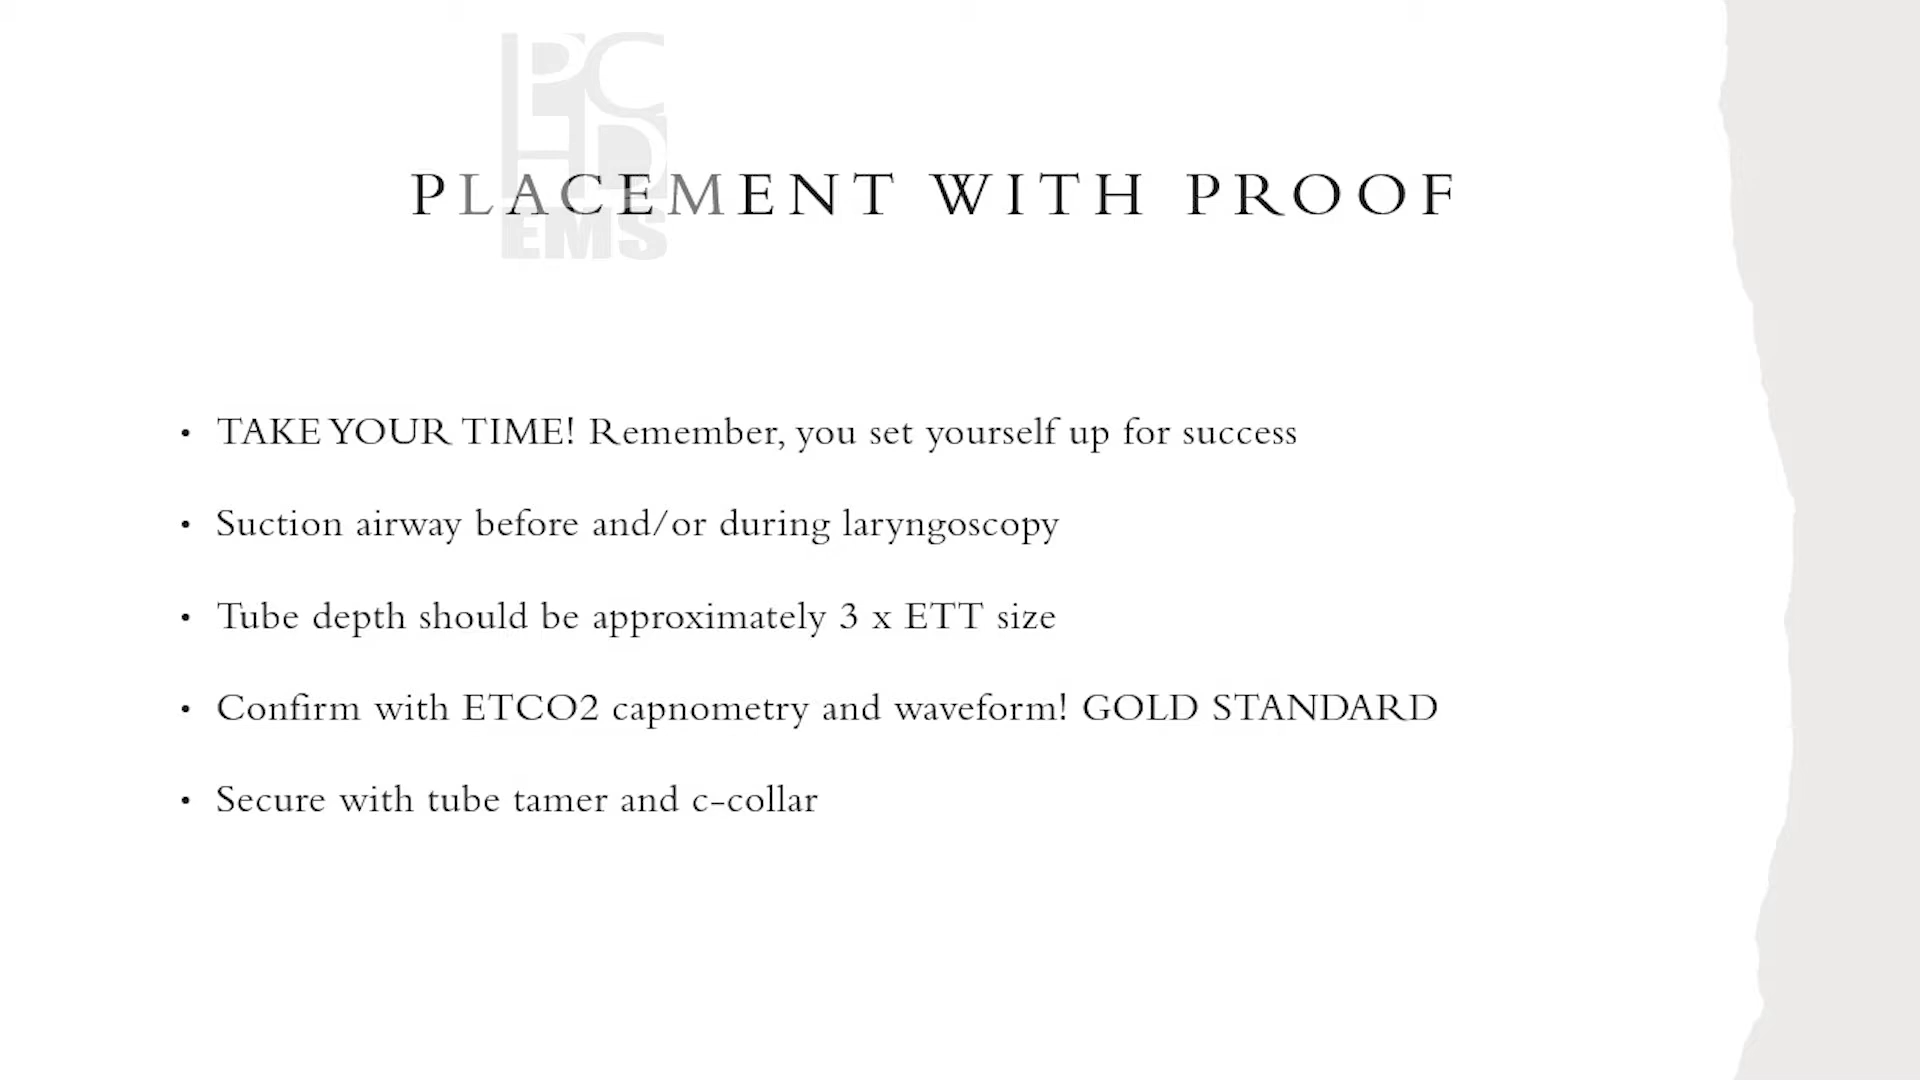 PCHD
EMS
PLACEMENT WITH PROOF
• TAKE YOUR TIME! Remember, you set yourself up for success
• Suction airway before and/or during laryngoscopy
• Tube depth should be approximately 3 x ETT size
• Confirm with ETCO2 capnometry and waveform! GOLD STANDARD
• Secure with tube tamer and c-collar